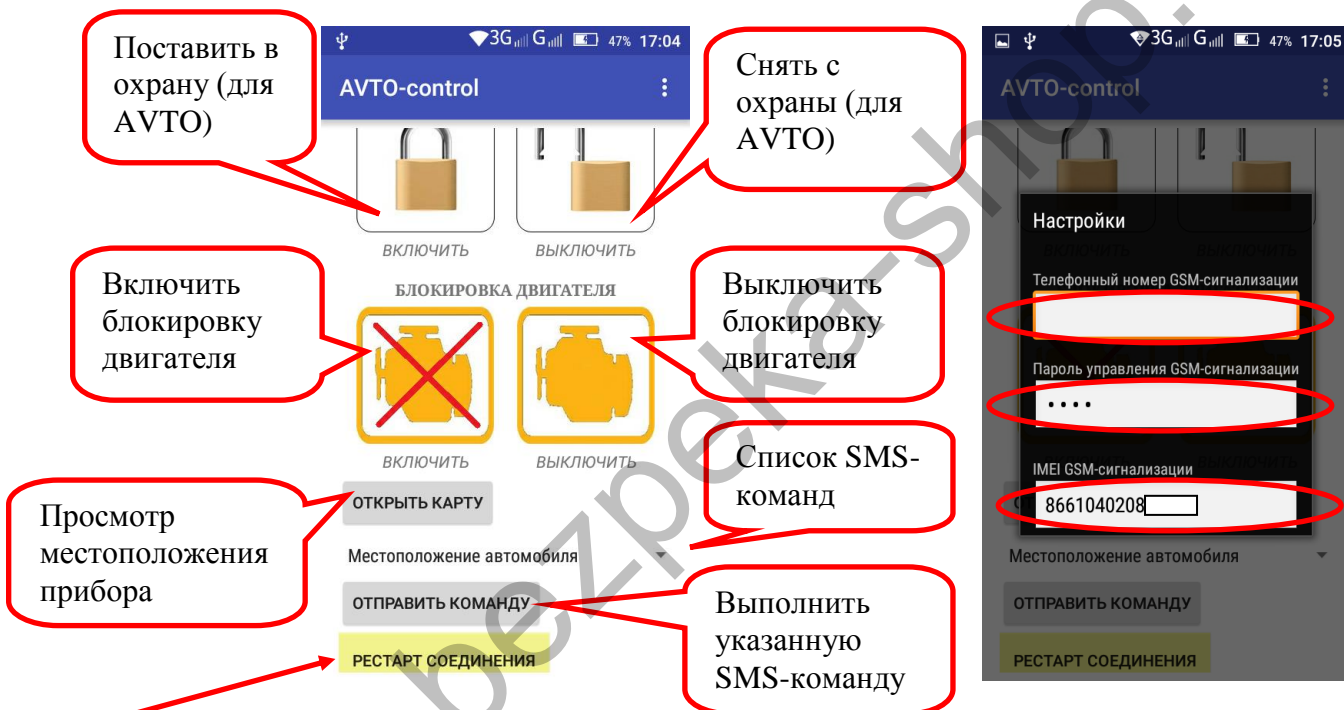 Поставить в
охрану (для
AVTO)
3G G 47% 17:04
AVTO-control
Снять с
охраны (для
AVTO)
ВКЛЮЧИТЬ ВЫКЛЮЧИТЬ
Включить
блокировку
двигателя
БЛОКИРОВКА ДВИГАТЕЛЯ
Выключить
блокировку
двигателя
ВКЛЮЧИТЬ ВЫКЛЮЧИТЬ
Просмотр
местоположения
прибора
ОТКРЫТЬ КАРТУ
Список SMS-
команд
Местоположение автомобиля
ОТПРАВИТЬ КОМАНДУ
Выполнить
указанную
SMS-команду
РЕСТАРТ СОЕДИНЕНИЯ
3G G 47% 17:05
AVTO-control
Настройки
ВКЛЮЧИТЬ ВЫКЛЮЧИТЬ
Телефонный номер GSM-сигнализации
Пароль управления GSM-сигнализации
••••
IMEI GSM-сигнализации
8661040208
Местоположение автомобиля
ОТПРАВИТЬ КОМАНДУ
РЕСТАРТ СОЕДИНЕНИЯ
bezpeka-shop.